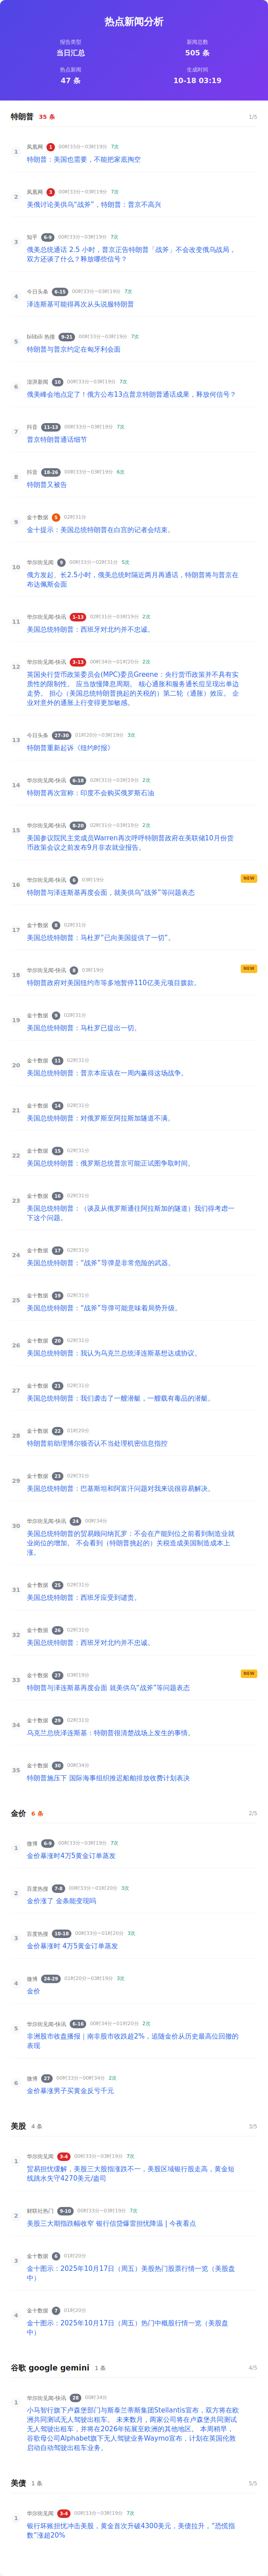 热点新闻分析
报告类型
当日汇总
新闻总数
505 条
热点新闻
47 条
生成时间
10-18 03:19
特朗普 35 条 1/5
1
凤凰网 1 00时33分~03时19分 7次
特朗普：美国也需要，不能把家底掏空
2
凤凰网 3 00时33分~03时19分 7次
美俄讨论美供乌“战斧”，特朗普：普京不高兴
3
知乎 6-9 00时33分~03时19分 7次
俄美总统通话 2.5 小时，普京正告特朗普「战斧」不会改变俄乌战局，
双方还谈了什么？释放哪些信号？
4
今日头条 6-15 00时33分~03时19分 7次
泽连斯基可能得再次从头说服特朗普
5
bilibili 热搜 9-21 00时33分~03时19分 7次
特朗普与普京约定在匈牙利会面
6
澎湃新闻 10 00时33分~03时19分 7次
俄美峰会地点定了！俄方公布13点普京特朗普通话成果，释放何信号？
7
抖音 11-13 00时33分~03时19分 7次
普京特朗普通话细节
8
抖音 18-26 00时33分~03时19分 6次
特朗普又被告
9
金十数据 5 02时31分
金十提示：美国总统特朗普在白宫的记者会结束。
10
华尔街见闻 9 00时33分~02时31分 5次
俄方发起、长2.5小时，俄美总统时隔近两月再通话，特朗普将与普京在
布达佩斯会面
11
华尔街见闻-快讯 1-13 02时31分~03时19分 2次
美国总统特朗普：西班牙对北约并不忠诚。
12
华尔街见闻-快讯 3-13 00时34分~01时20分 2次
英国央行货币政策委员会(MPC)委员Greene：央行货币政策并不具有实
质性的限制性。 应当放慢降息周期。 核心通胀和服务通长恒呈现出单边
走势。 担心（美国总统特朗普挑起的关税的）第二轮（通胀）效应。 企
业对意外的通胀上行变得更加敏感。
13
今日头条 27-30 01时20分~03时19分 3次
特朗普重新起诉《纽约时报》
14
华尔街见闻-快讯 6-18 02时31分~03时19分 2次
特朗普再次宣称：印度不会购买俄罗斯石油
15
华尔街见闻-快讯 8-20 02时31分~03时19分 2次
美国参议院民主党成员Warren再次呼呼特朗普政府在美联储10月份货
币政策会议之前发布9月非农就业报告。
16
华尔街见闻-快讯 6 03时19分
NEW
特朗普与泽连斯基再度会面，就美供乌“战斧”等问题表态
17
金十数据 8 02时31分
美国总统特朗普：马杜罗“已向美国提供了一切”。
18
华尔街见闻-快讯 8 03时19分
NEW
特朗普政府对美国纽约市等多地暂停110亿美元项目拨款。
19
金十数据 9 02时31分
美国总统特朗普：马杜罗已提出一切。
20
金十数据 11 02时31分
美国总统特朗普：普京本应该在一周内赢得这场战争。
21
金十数据 14 02时31分
美国总统特朗普：对俄罗斯至阿拉斯加隧道不满。
22
金十数据 15 02时31分
美国总统特朗普：俄罗斯总统普京可能正试图争取时间。
23
金十数据 16 02时31分
美国总统特朗普：（谈及从俄罗斯通往阿拉斯加的隧道）我们得考虑一
下这个问题。
24
金十数据 17 02时31分
美国总统特朗普：“战斧”导弹是非常危险的武器。
25
金十数据 19 02时31分
美国总统特朗普：“战斧”导弹可能意味着局势升级。
26
金十数据 20 02时31分
美国总统特朗普：我认为乌克兰总统泽连斯基想达成协议。
27
金十数据 21 02时31分
美国总统特朗普：我们袭击了一艘潜艇，一艘载有毒品的潜艇。
28
金十数据 22 01时20分
特朗普前助理博尔顿否认不当处理机密信息指控
29
金十数据 23 02时31分
美国总统特朗普：巴基斯坦和阿富汗问题对我来说很容易解决。
30
华尔街见闻-快讯 24 00时34分
美国总统特朗普的贸易顾问纳瓦罗：不会在产能到位之前看到制造业就
业岗位的增加。 不会看到（特朗普挑起的）关税造成美国制造成本上
涨。
31
金十数据 25 02时31分
美国总统特朗普：西班牙应受到谴责。
32
金十数据 26 02时31分
美国总统特朗普：西班牙对北约并不忠诚。
33
金十数据 27 03时19分
NEW
特朗普与泽连斯基再度会面 就美供乌“战斧”等问题表态
34
金十数据 29 02时31分
乌克兰总统泽连斯基：特朗普很清楚战场上发生的事情。
35
金十数据 30 00时34分
特朗普施压下 国际海事组织推迟船舶排放收费计划表决
金价 6 条 2/5
1
微博 6-9 00时33分~03时19分 7次
金价暴涨时4万5黄金订单蒸发
2
百度热搜 7-8 00时33分~01时20分 3次
金价涨了 金条能变现吗
3
百度热搜 10-18 00时33分~01时20分 3次
金价暴涨时 4万5黄金订单蒸发
4
微博 24-29 01时20分~03时19分 3次
金价
5
华尔街见闻-快讯 6-16 00时34分~01时20分 2次
非洲股市收盘播报｜南非股市收跌超2%，追随金价从历史最高位回撤的
表现
6
微博 27 00时33分~00时34分 2次
金价暴涨男子买黄金反亏千元
美股 4 条 3/5
1
华尔街见闻 3-4 00时33分~03时19分 7次
贸易担忧缓解，美股三大股指涨跌不一，美股区域银行股走高，黄金短
线跳水失守4270美元/盎司
2
财联社热门 9-10 00时33分~03时19分 7次
美股三大期指跌幅收窄 银行信贷爆雷担忧降温 | 今夜看点
3
金十数据 6 01时20分
金十图示：2025年10月17日（周五）美股热门股票行情一览（美股盘
中）
4
金十数据 7 01时20分
金十图示：2025年10月17日（周五）热门中概股行情一览（美股盘
中）
谷歌 google gemini 1 条 4/5
1
华尔街见闻-快讯 28 00时34分
小马智行旗下卢森堡部门与斯泰兰蒂斯集团Stellantis宣布，双方将在欧
洲共同测试无人驾驶出租车。 未来数月，两家公司将在卢森堡共同测试
无人驾驶出租车，并将在2026年拓展至欧洲的其他地区。 本周稍早，
谷歌母公司Alphabet旗下无人驾驶业务Waymo宣布，计划在英国伦敦
启动自动驾驶出租车业务。
美债 1 条 5/5
1
华尔街见闻 3-4 00时33分~03时19分 7次
银行坏账担忧冲击美股，黄金首次升破4300美元，美债拉升，“恐慌指
数”涨超20%